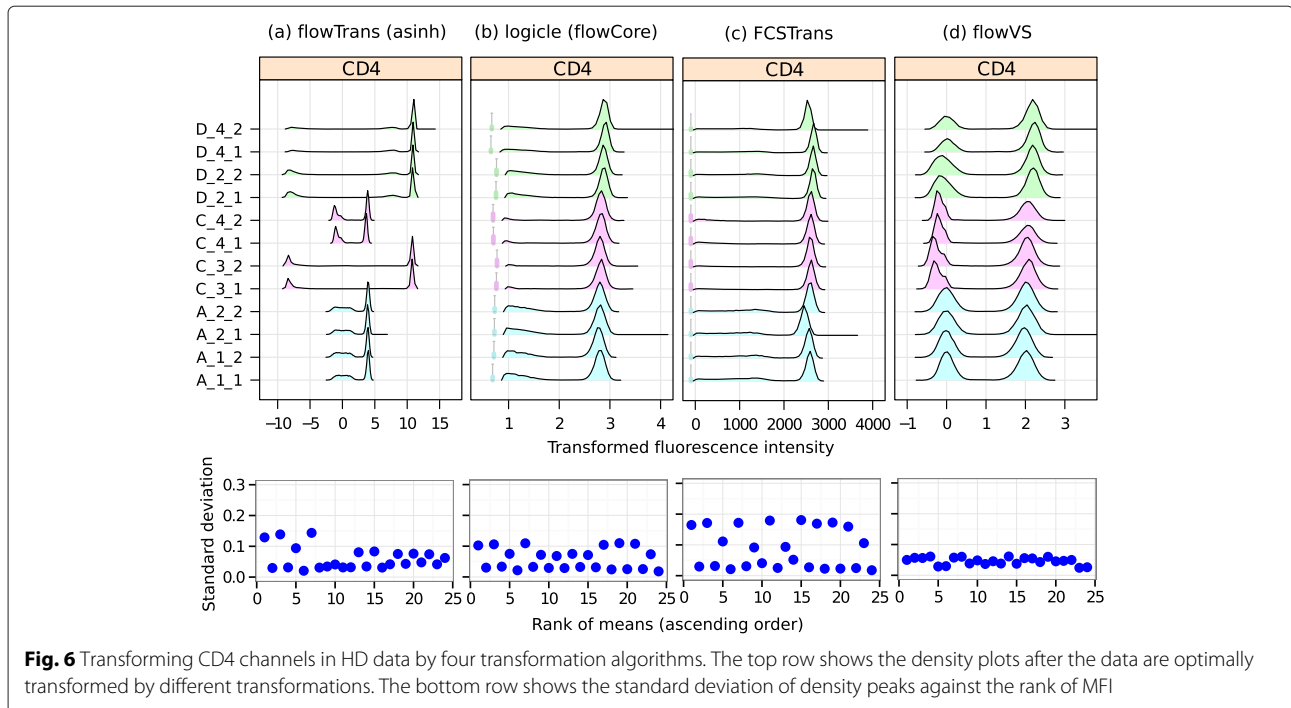 (a) flowTrans (asinh) (b) logicle (flowCore) (c) FCSTrans (d) flowVS
CD4 CD4 CD4 CD4
D_4_2
D_4_1
D_2_2
D_2_1
C_4_2
C_4_1
C_3_2
C_3_1
A_2_2
A_2_1
A_1_2
A_1_1
−10 −5 0 5 10 15 1 2 3 4 0 1000 2000 3000 4000 −1 0 1 2 3
Transformed fluorescence intensity
Standard deviation
0.3
0.2
0.1
0.0
0 5 10 15 20 25 0 5 10 15 20 25 0 5 10 15 20 25 0 5 10 15 20 25
Rank of means (ascending order)
Fig. 6 Transforming CD4 channels in HD data by four transformation algorithms. The top row shows the density plots after the data are optimally
transformed by different transformations. The bottom row shows the standard deviation of density peaks against the rank of MFI